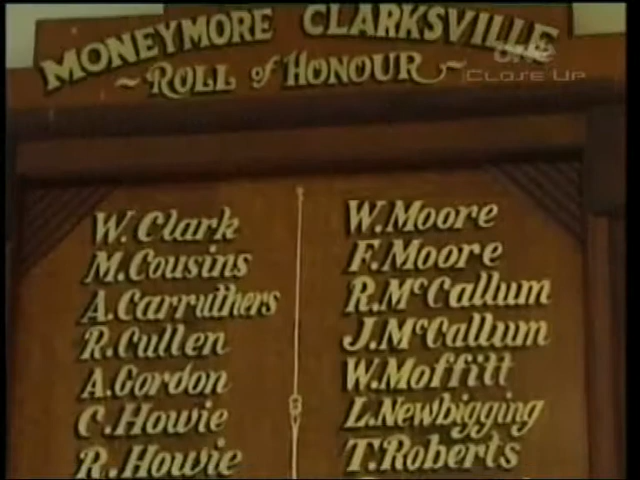 MONEYMORE CLARKSVILLE
~ROLL of HONOUR~
ONE
CLOSE UP
W. Clark
M. Cousins
A. Carruthers
R. Cullen
A. Gordon
C. Howie
R. Howie
W. Moore
F. Moore
R. McCallum
J. McCallum
W. Moffitt
L. Newbigging
T. Roberts